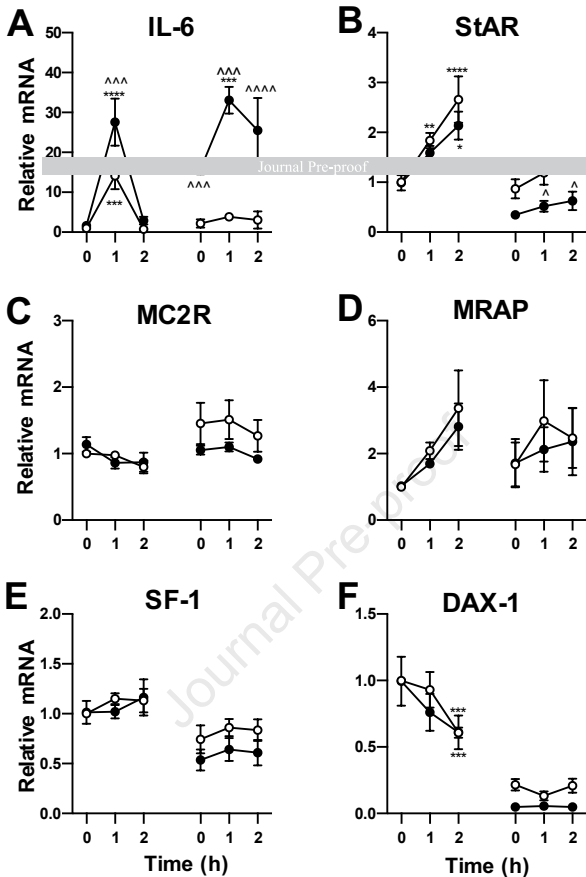 A IL-6
50
40
30
20
10
0
Relative mRNA
^^^
****
***
^^^
***
^^^^
^^^
0 1 2 0 1 2
B StAR
4
3
2
1
0
**
****
*
^
^
0 1 2 0 1 2
Journal Pre-proof
C MC2R
3
2
1
0
Relative mRNA
0 1 2 0 1 2
D MRAP
6
4
2
0
0 1 2 0 1 2
Journal Pre-proof
E SF-1
2.0
1.5
1.0
0.5
0.0
Relative mRNA
0 1 2 0 1 2
Time (h)
F DAX-1
1.5
1.0
0.5
0.0
***
***
0 1 2 0 1 2
Time (h)